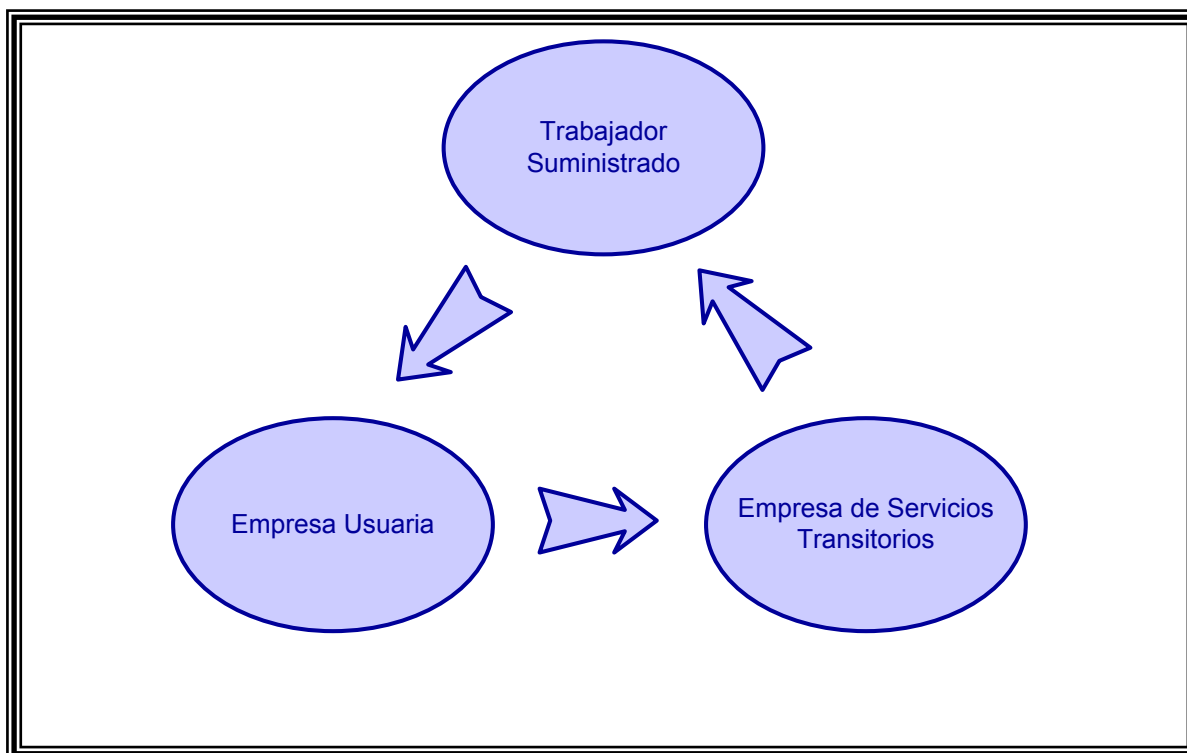 Trabajador
Suministrado
Empresa Usuaria
Empresa de Servicios
Transitorios